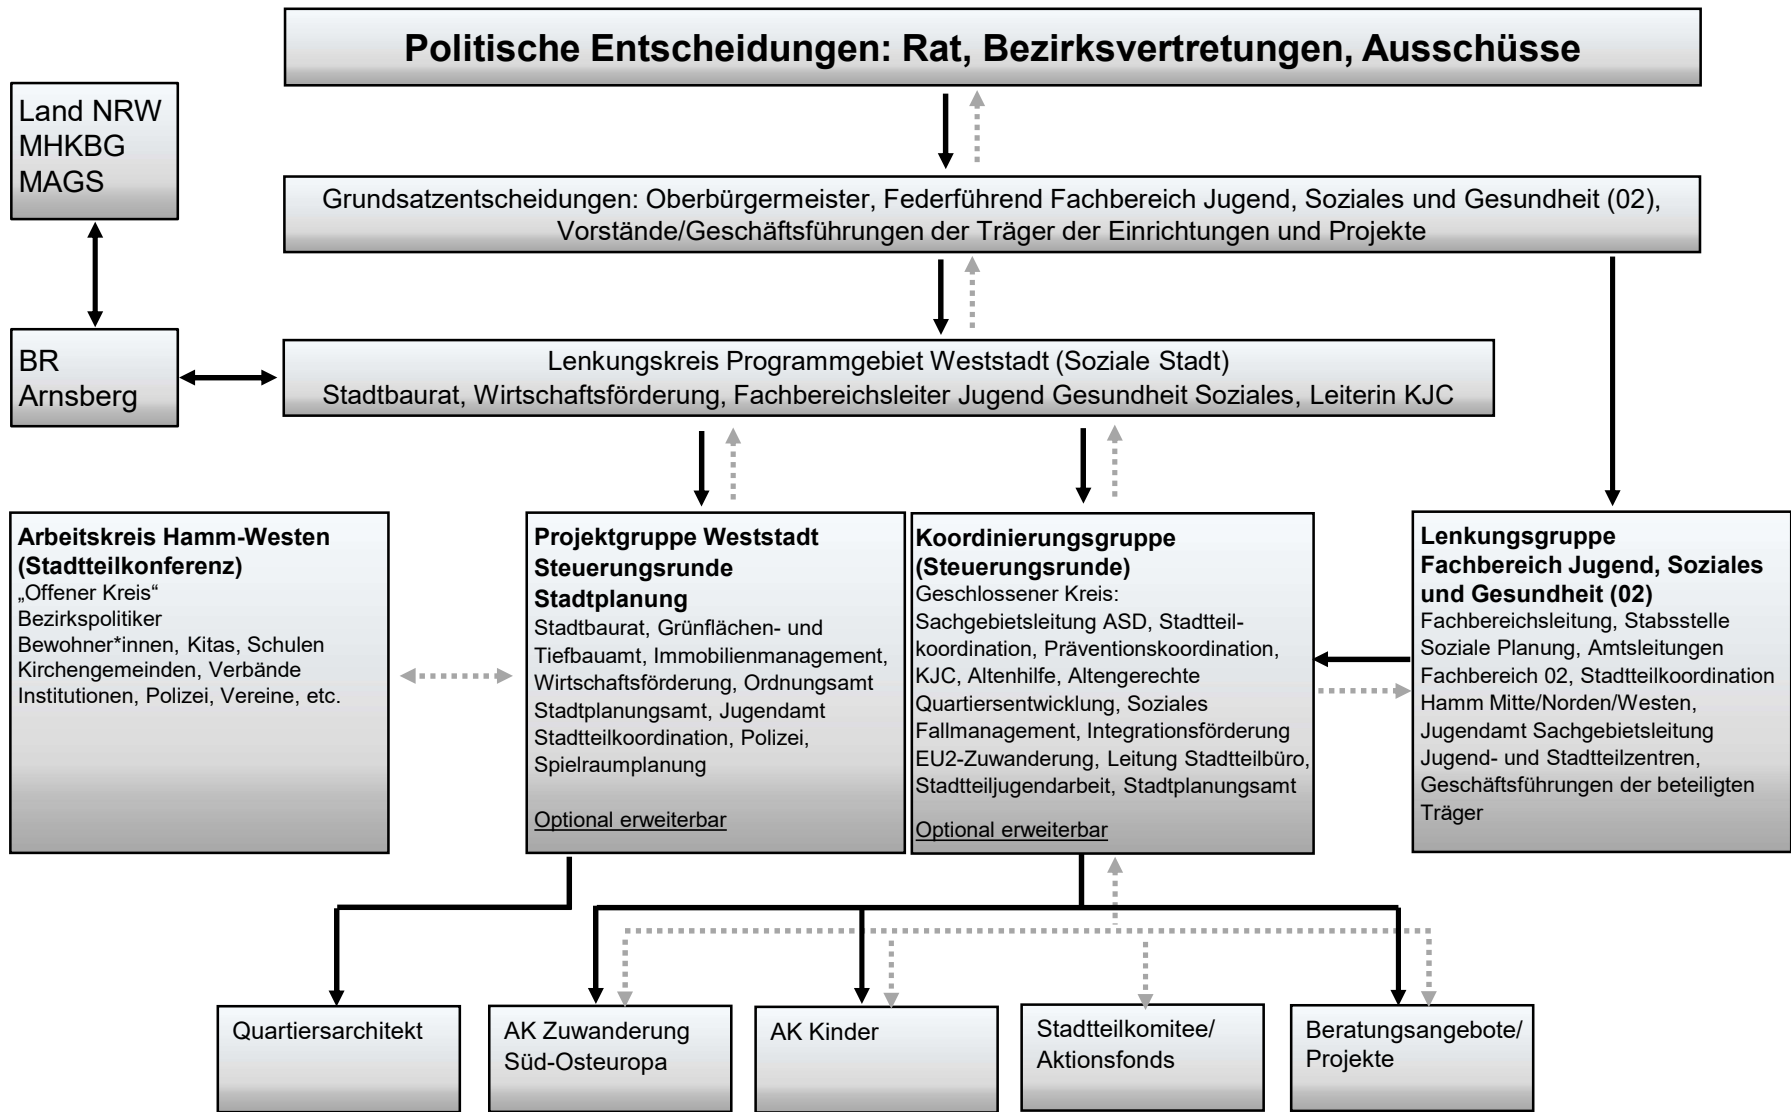 Politische Entscheidungen: Rat, Bezirksvertretungen, Ausschüsse
Land NRW
MHKBG
MAGS
Grundsatzentscheidungen: Oberbürgermeister, Federführend Fachbereich Jugend, Soziales und Gesundheit (02),
Vorstände/Geschäftsführungen der Träger der Einrichtungen und Projekte
BR
Arnsberg
Lenkungskreis Programmgebiet Weststadt (Soziale Stadt)
Stadtbaurat, Wirtschaftsförderung, Fachbereichsleiter Jugend Gesundheit Soziales, Leiterin KJC
Arbeitskreis Hamm-Westen
(Stadtteilkonferenz)
„Offener Kreis“
Bezirkspolitiker
Bewohner*innen, Kitas, Schulen
Kirchengemeinden, Verbände
Institutionen, Polizei, Vereine, etc.
Projektgruppe Weststadt
Steuerungsrunde
Stadtplanung
Stadtbaurat, Grünflächen- und
Tiefbauamt, Immobilienmanagement,
Wirtschaftsförderung, Ordnungsamt
Stadtplanungsamt, Jugendamt
Stadtteilkoordination, Polizei,
Spielraumplanung
Optional erweiterbar
Koordinierungsgruppe
(Steuerungsrunde)
Geschlossener Kreis:
Sachgebietsleitung ASD, Stadtteil-
koordination, Präventionskoordination,
KJC, Altenhilfe, Altengerechte
Quartiersentwicklung, Soziales
Fallmanagement, Integrationsförderung
EU2-Zuwanderung, Leitung Stadtteilbüro,
Stadtteiljugendarbeit, Stadtplanungsamt
Optional erweiterbar
Lenkungsgruppe
Fachbereich Jugend, Soziales
und Gesundheit (02)
Fachbereichsleitung, Stabsstelle
Soziale Planung, Amtsleitungen
Fachbereich 02, Stadtteilkoordination
Hamm Mitte/Norden/Westen,
Jugendamt Sachgebietsleitung
Jugend- und Stadtteilzentren,
Geschäftsführungen der beteiligten
Träger
Quartiersarchitekt
AK Zuwanderung
Süd-Osteuropa
AK Kinder
Stadtteilkomitee/
Aktionsfonds
Beratungsangebote/
Projekte